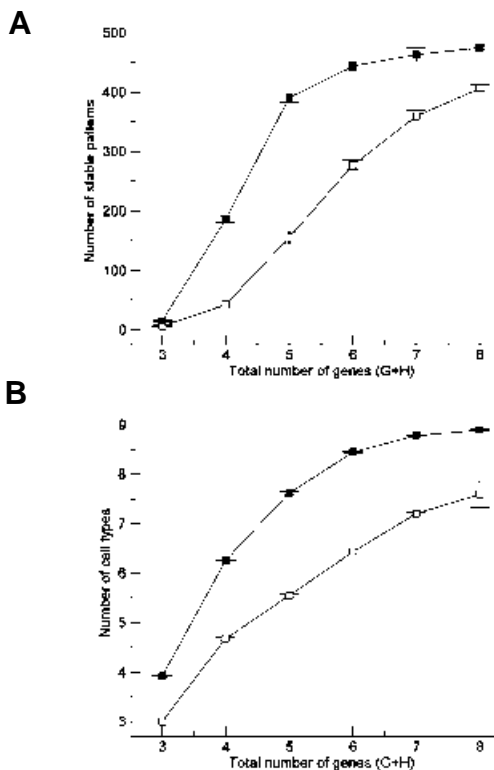 A
500
400
300
200
100
0
Number of stable patterns
3 4 5 6 7 8
Total number of genes (G+H)
B
9
8
7
6
5
4
3
Number of cell types
3 4 5 6 7 8
Total number of genes (G+H)